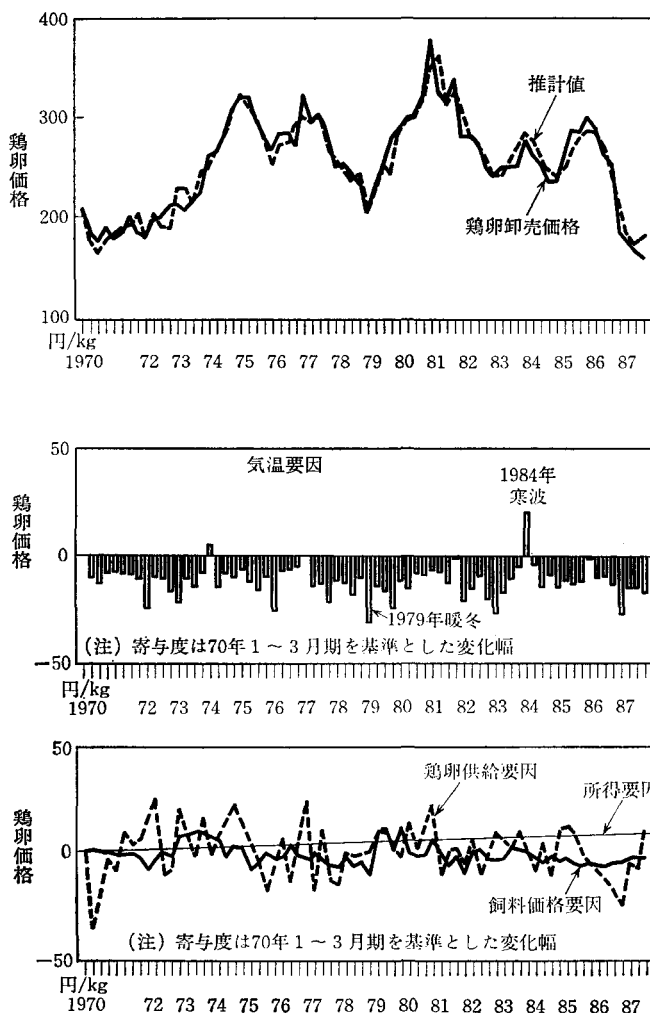 400
300
200
100
鶏卵価格
推計値
鶏卵卸売価格
円/kg
1970 72 73 74 75 76 77 78 79 80 81 82 83 84 85 86 87
50
0
−50
鶏卵価格
気温要因
1984年
寒波
1979年暖冬
(注) 寄与度は70年1〜3月期を基準とした変化幅
円/kg
1970 72 73 74 75 76 77 78 79 80 81 82 83 84 85 86 87
50
0
−50
鶏卵価格
鶏卵供給要因
所得要因
飼料価格要因
(注) 寄与度は70年1〜3月期を基準とした変化幅
円/kg
1970 72 73 74 75 76 77 78 79 80 81 82 83 84 85 86 87